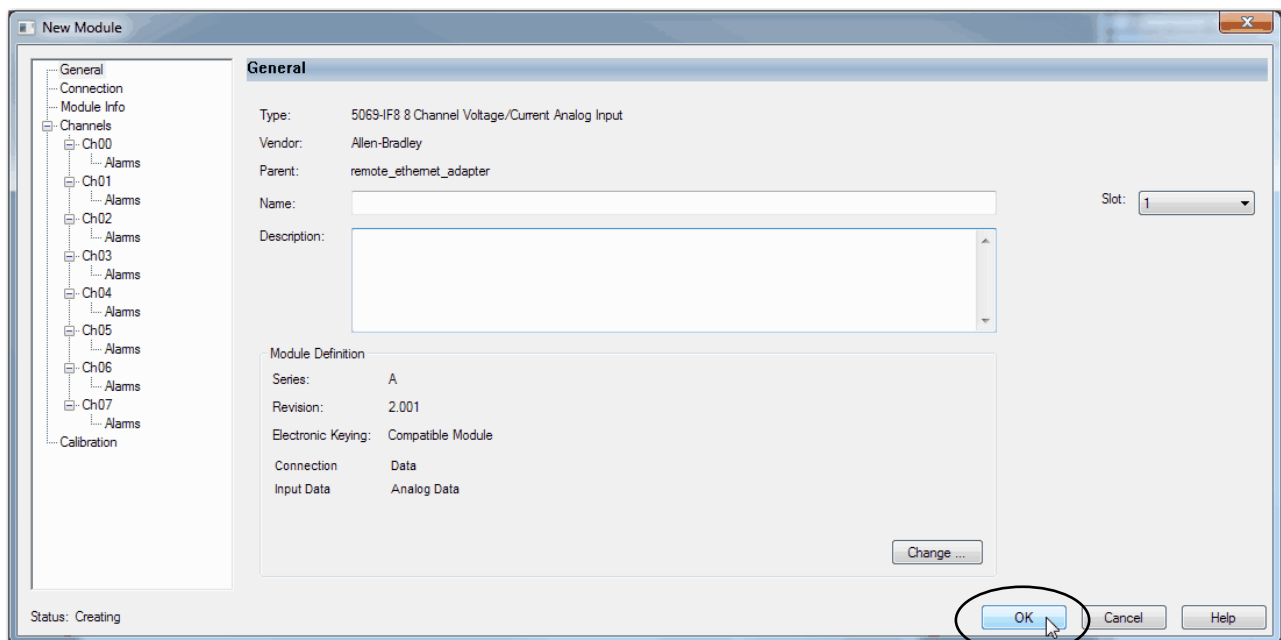 New Module
General
Connection
Module Info
Channels
Ch00
Alarms
Ch01
Alarms
Ch02
Alarms
Ch03
Alarms
Ch04
Alarms
Ch05
Alarms
Ch06
Alarms
Ch07
Alarms
Calibration
General
Type: 5069-IF8 8 Channel Voltage/Current Analog Input
Vendor: Allen-Bradley
Parent: remote_ethernet_adapter
Name: Slot: 1
Description:
Module Definition
Series: A
Revision: 2.001
Electronic Keying: Compatible Module
Connection Data
Input Data Analog Data
Change ...
Status: Creating OK Cancel Help